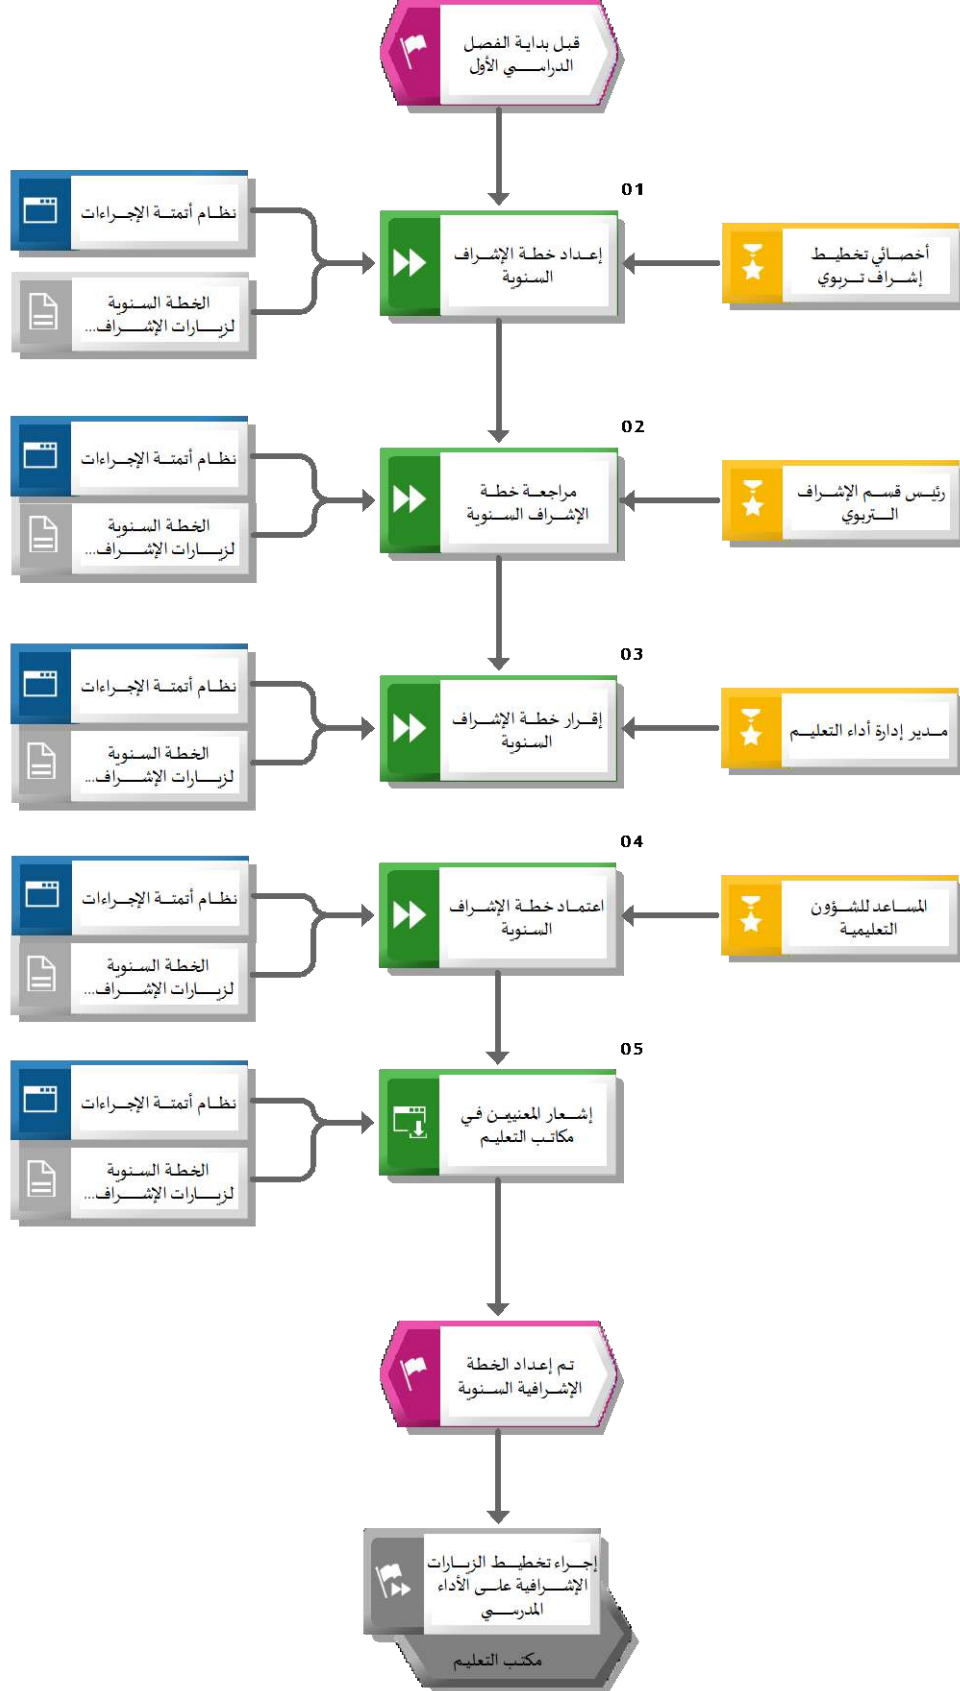 قبل بداية الفصل
الدراسي الأول
01
أخصائي تخطيط
إشراف تربوي
إعداد خطة الإشراف
السنوية
نظام أتمتة الإجراءات
الخطة السنوية
لزيارات الإشراف...
02
رئيس قسم الإشراف
التربوي
مراجعة خطة
الإشراف السنوية
نظام أتمتة الإجراءات
الخطة السنوية
لزيارات الإشراف...
03
مدير إدارة أداء التعليم
إقرار خطة الإشراف
السنوية
نظام أتمتة الإجراءات
الخطة السنوية
لزيارات الإشراف...
04
المساعد للشؤون
التعليمية
اعتماد خطة الإشراف
السنوية
نظام أتمتة الإجراءات
الخطة السنوية
لزيارات الإشراف...
05
إشعار المعنيين في
مكاتب التعليم
نظام أتمتة الإجراءات
الخطة السنوية
لزيارات الإشراف...
تم إعداد الخطة
الإشرافية السنوية
إجراء تخطيط الزيارات
الإشرافية على الأداء
المدرسي
مكتب التعليم